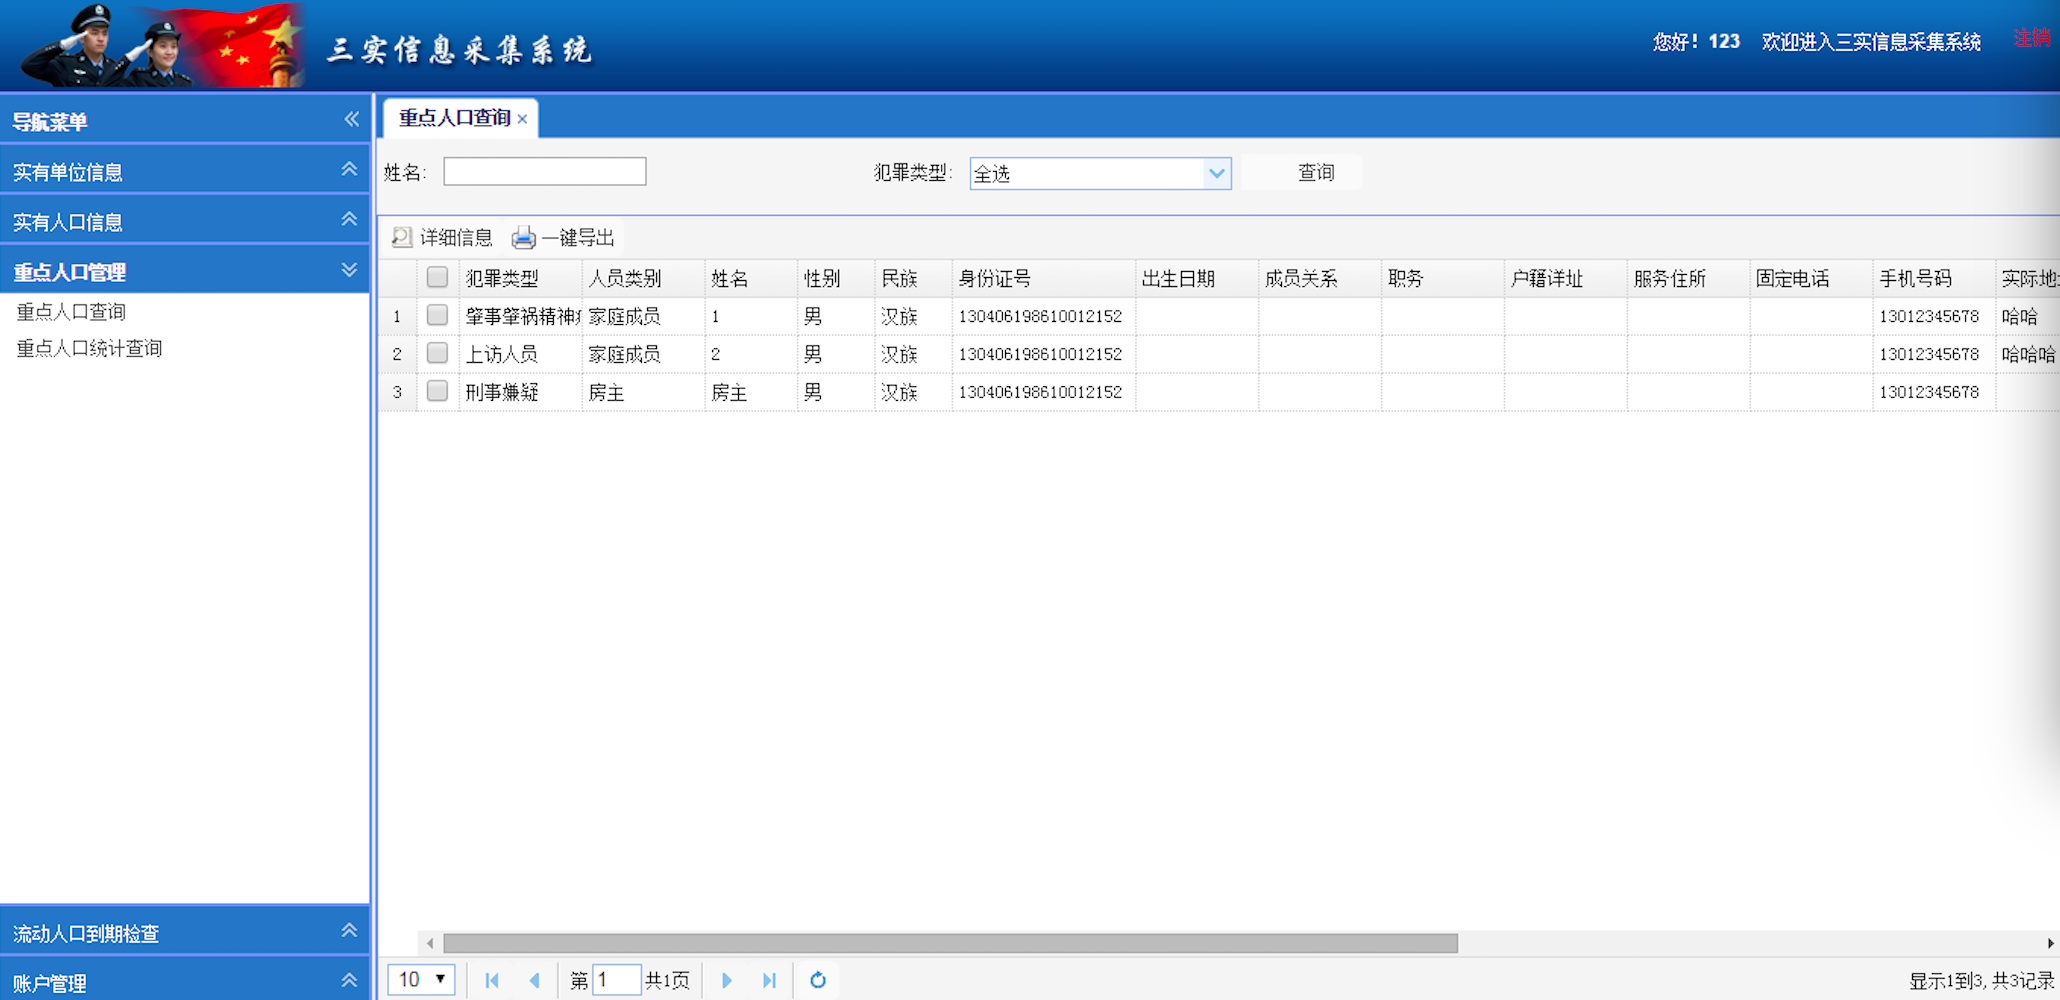 三实信息采集系统
您好！123 欢迎进入三实信息采集系统 注销
导航菜单
实有单位信息
实有人口信息
重点人口管理
重点人口查询
重点人口统计查询
流动人口到期检查
账户管理
重点人口查询
姓名: 犯罪类型: 全选 查询
详细信息 一键导出
犯罪类型 人员类别 姓名 性别 民族 身份证号 出生日期 成员关系 职务 户籍详址 服务住所 固定电话 手机号码 实际地
1 肇事肇祸精神 家庭成员 1 男 汉族 130406198610012152 13012345678 哈哈
2 上访人员 家庭成员 2 男 汉族 130406198610012152 13012345678 哈哈哈
3 刑事嫌疑 房主 房主 男 汉族 130406198610012152 13012345678
10 第 1 共1页 显示1到3, 共3记录